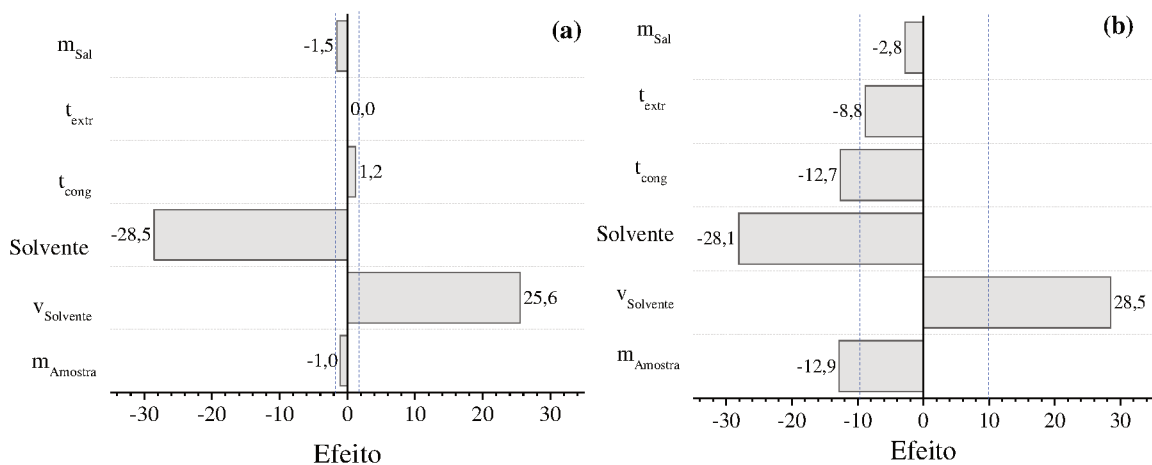 (a)
m_Sal -1,5
t_extr 0,0
t_cong 1,2
Solvente -28,5
v_Solvente 25,6
m_Amostra -1,0
-30 -20 -10 0 10 20 30
Efeito
(b)
m_Sal -2,8
t_extr -8,8
t_cong -12,7
Solvente -28,1
v_Solvente 28,5
m_Amostra -12,9
-30 -20 -10 0 10 20 30
Efeito